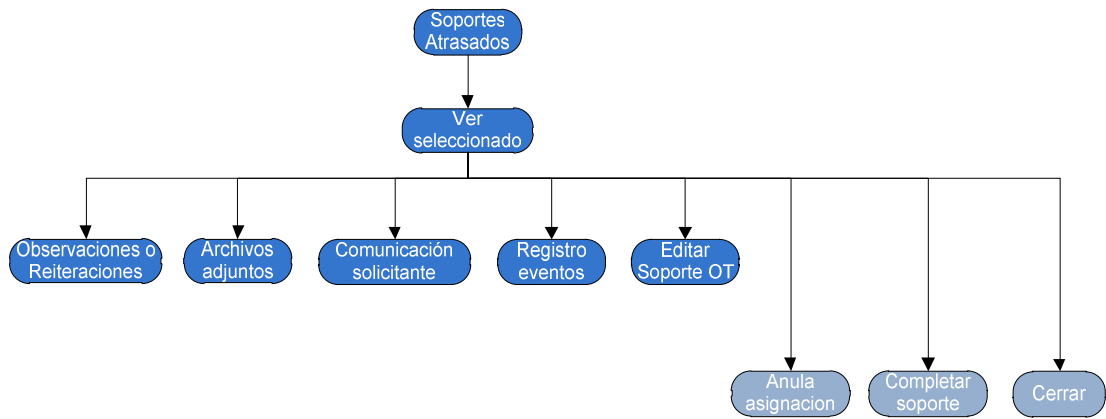 Soportes
Atrasados
Ver
seleccionado
Observaciones o
Reiteraciones
Archivos
adjuntos
Comunicación
solicitante
Registro
eventos
Editar
Soporte OT
Anula
asignacion
Completar
soporte
Cerrar